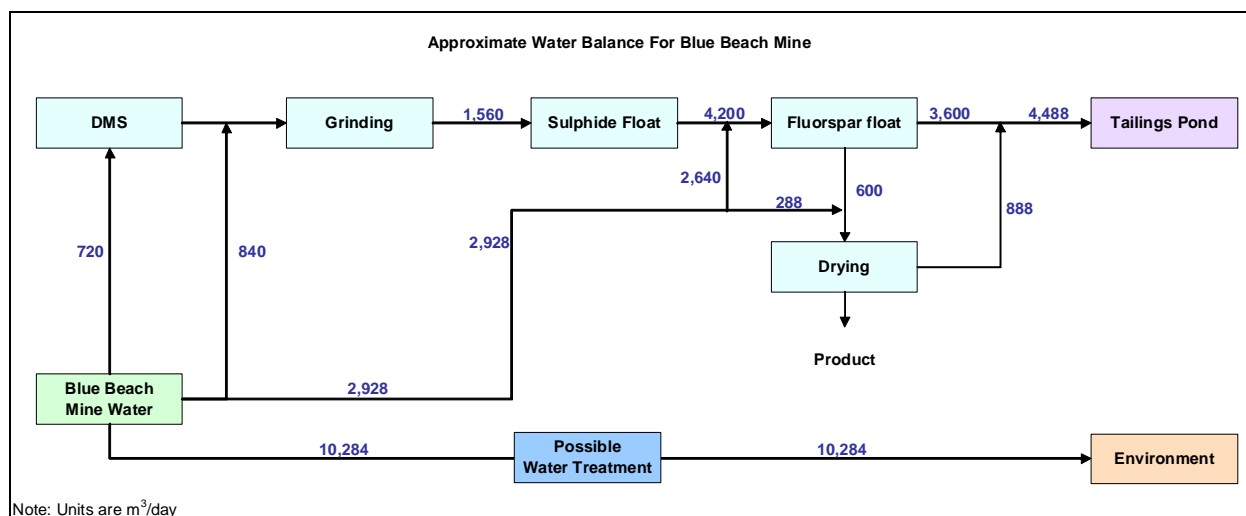 Approximate Water Balance For Blue Beach Mine
DMS
Grinding
1,560
Sulphide Float
4,200
Fluorspar float
3,600
4,488
Tailings Pond
2,640
600
288
888
720
840
2,928
Drying
Product
Blue Beach
Mine Water
2,928
10,284
Possible
Water Treatment
10,284
Environment
Note: Units are m³/day